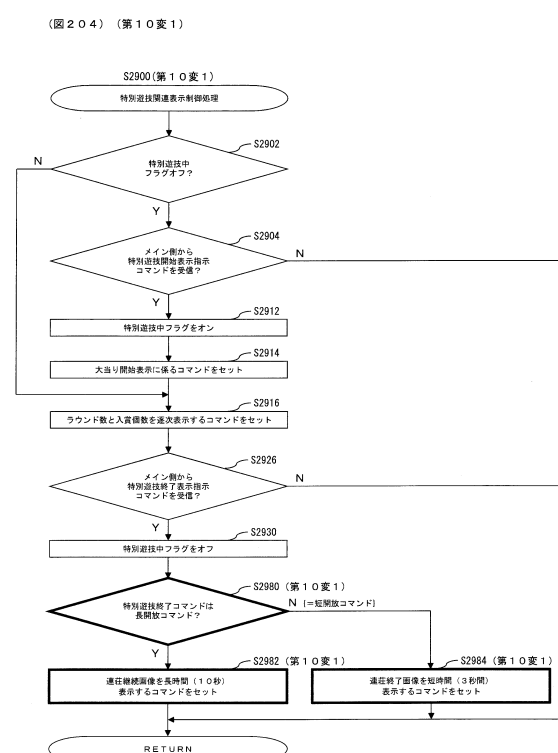 (図204) (第10変1)
S2900(第10変1)
特別遊技関連表示制御処理
S2902
N
特別遊技中
フラグオフ?
Y
S2904
N
メイン側から
特別遊技開始表示指示
コマンドを受信?
Y
S2912
特別遊技中フラグをオン
S2914
大当り開始表示に係るコマンドをセット
S2916
ラウンド数と入賞個数を逐次表示するコマンドをセット
S2926
N
メイン側から
特別遊技終了表示指示
コマンドを受信?
Y
S2930
特別遊技中フラグをオフ
S2980 (第10変1)
N (=短開放コマンド)
特別遊技終了コマンドは
長開放コマンド?
Y
S2982 (第10変1)
連荘継続画像を長時間(10秒)
表示するコマンドをセット
S2984 (第10変1)
連荘終了画像を短時間(3秒間)
表示するコマンドをセット
RETURN